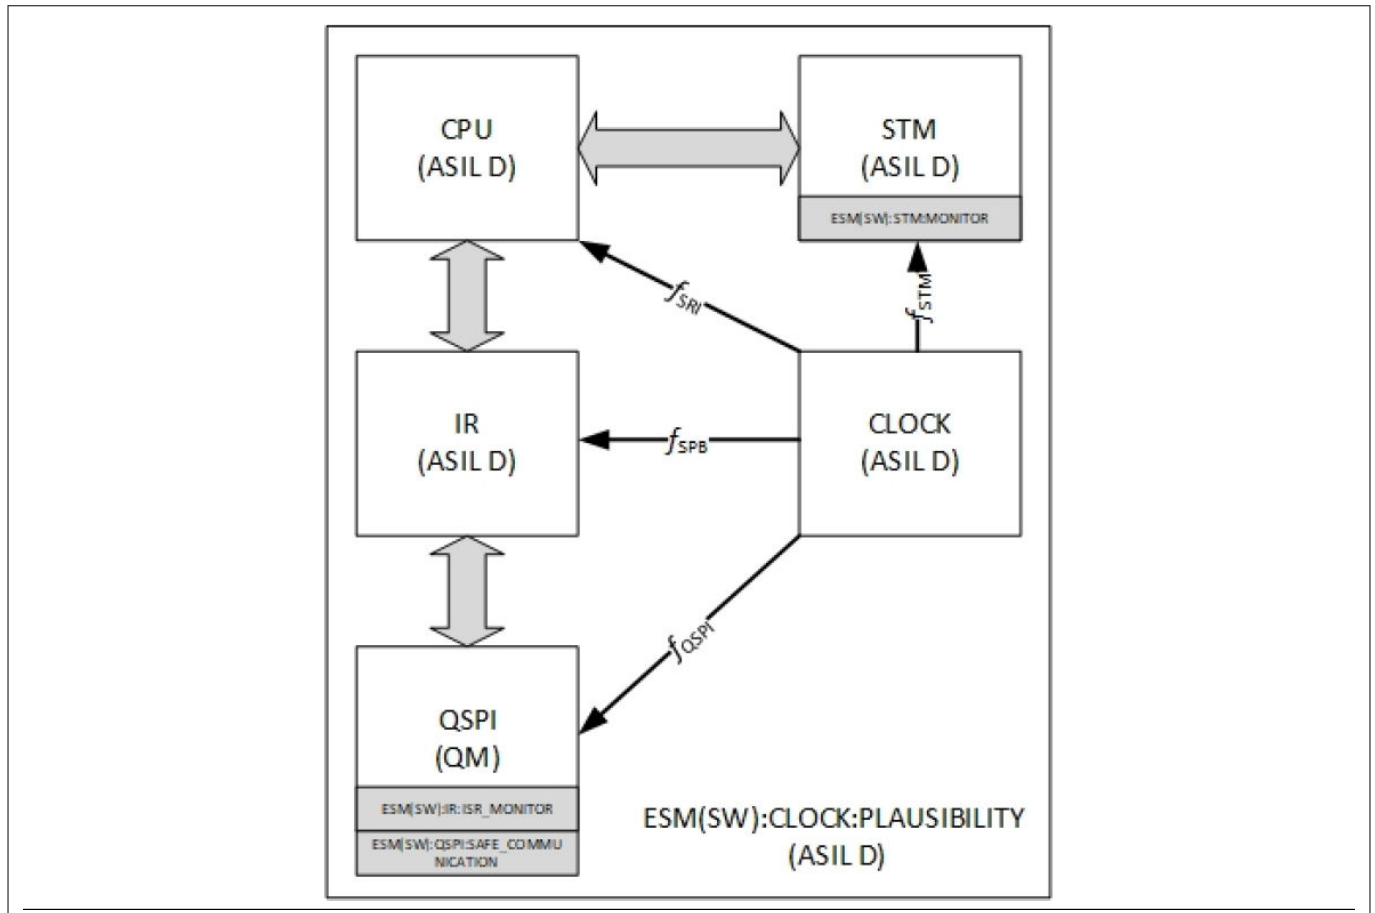 CPU
(ASIL D)
STM
(ASIL D)
ESM(SW):STM:MONITOR
fSRI
fSTM
IR
(ASIL D)
fSPB
CLOCK
(ASIL D)
fQSPI
QSPI
(QM)
ESM(SW):IR:ISR_MONITOR
ESM(SW):QSPI:SAFE_COMMU
NICATION
ESM(SW):CLOCK:PLAUSIBILITY
(ASIL D)